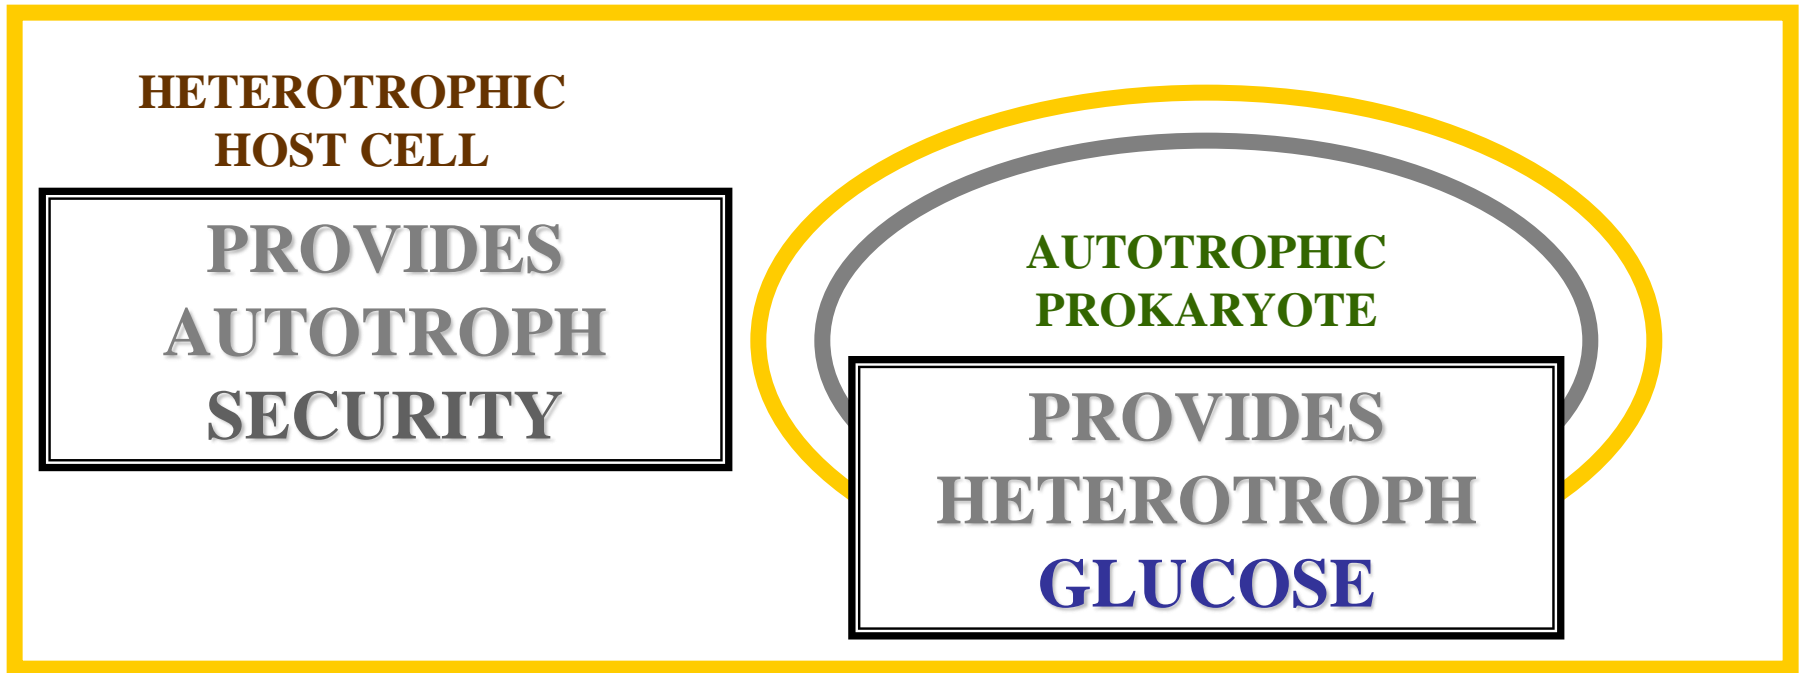 HETEROTROPHIC
HOST CELL
PROVIDES
AUTOTROPH
SECURITY
AUTOTROPHIC
PROKARYOTE
PROVIDES
HETEROTROPH
GLUCOSE